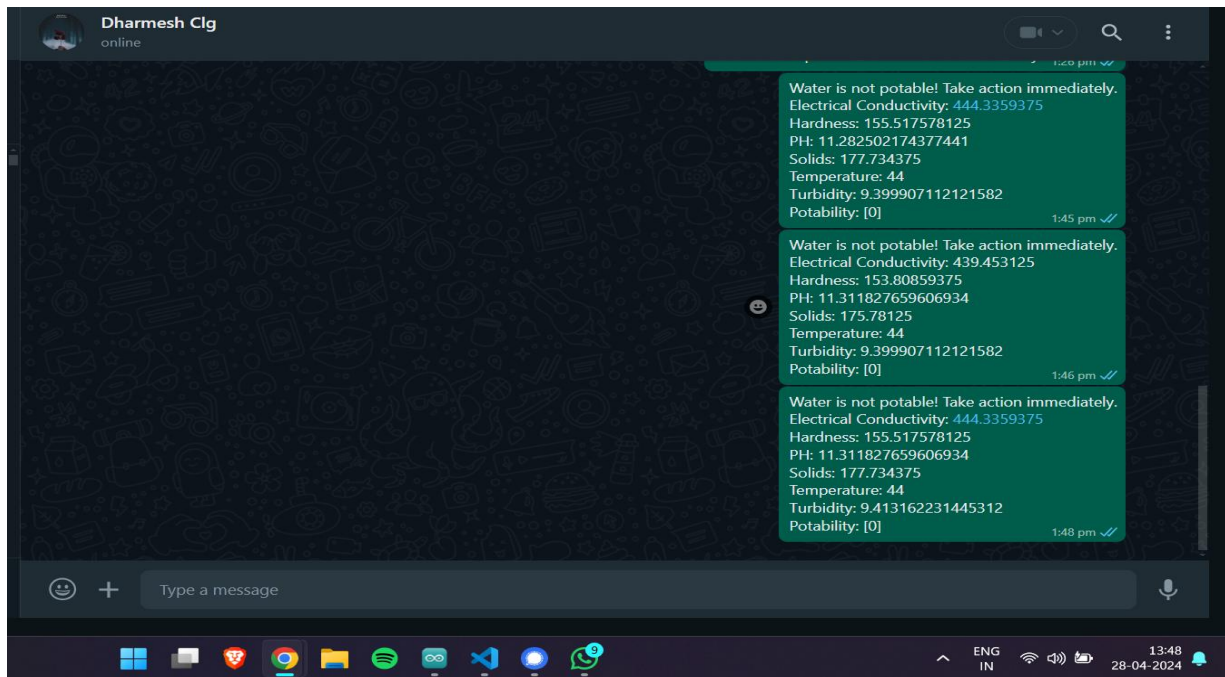 Dharmesh Clg
online
1:26 pm
Water is not potable! Take action immediately.
Electrical Conductivity: 444.3359375
Hardness: 155.517578125
PH: 11.282502174377441
Solids: 177.734375
Temperature: 44
Turbidity: 9.399907112121582
Potability: [0]
1:45 pm
Water is not potable! Take action immediately.
Electrical Conductivity: 439.453125
Hardness: 153.80859375
PH: 11.311827659606934
Solids: 175.78125
Temperature: 44
Turbidity: 9.399907112121582
Potability: [0]
1:46 pm
Water is not potable! Take action immediately.
Electrical Conductivity: 444.3359375
Hardness: 155.517578125
PH: 11.311827659606934
Solids: 177.734375
Temperature: 44
Turbidity: 9.413162231445312
Potability: [0]
1:48 pm
Type a message
9
ENG
IN
13:48
28-04-2024